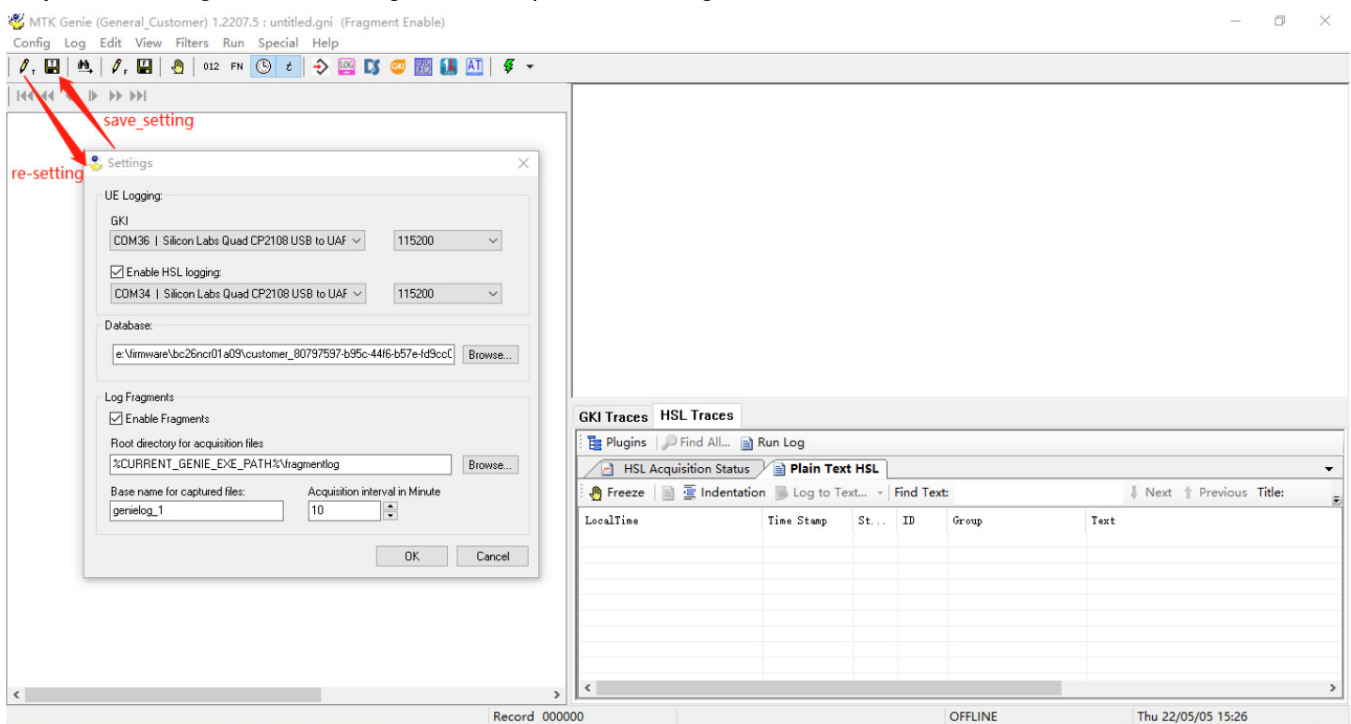 MTK Genie (General_Customer) 1.2207.5 : untitled.gni (Fragment Enable)
Config Log Edit View Filters Run Special Help
012 FN t LOG AT
save_setting
re-setting
Settings
UE Logging:
GKI
COM36 | Silicon Labs Quad CP2108 USB to UAF 115200
Enable HSL logging:
COM34 | Silicon Labs Quad CP2108 USB to UAF 115200
Database:
e:\firmware\bc26ncr01a09\customer_80797597-b95c-44f6-b57e-fd9cc0 Browse...
Log Fragments
Enable Fragments
Root directory for acquisition files
%CURRENT_GENIE_EXE_PATH%\fragmentlog Browse...
Base name for captured files: Acquisition interval in Minute
genielog_1 10
OK Cancel
GKI Traces HSL Traces
Plugins Find All... Run Log
HSL Acquisition Status Plain Text HSL
Freeze Indentation Log to Text... Find Text: Next Previous Title:
LocalTime Time Stamp St... ID Group Text
Record 000000 OFFLINE Thu 22/05/05 15:26